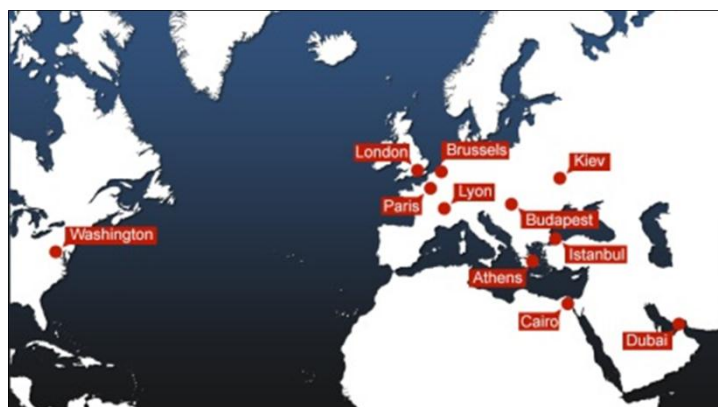 London
Brussels
Kiev
Paris
Lyon
Budapest
Washington
Istanbul
Athens
Cairo
Dubai